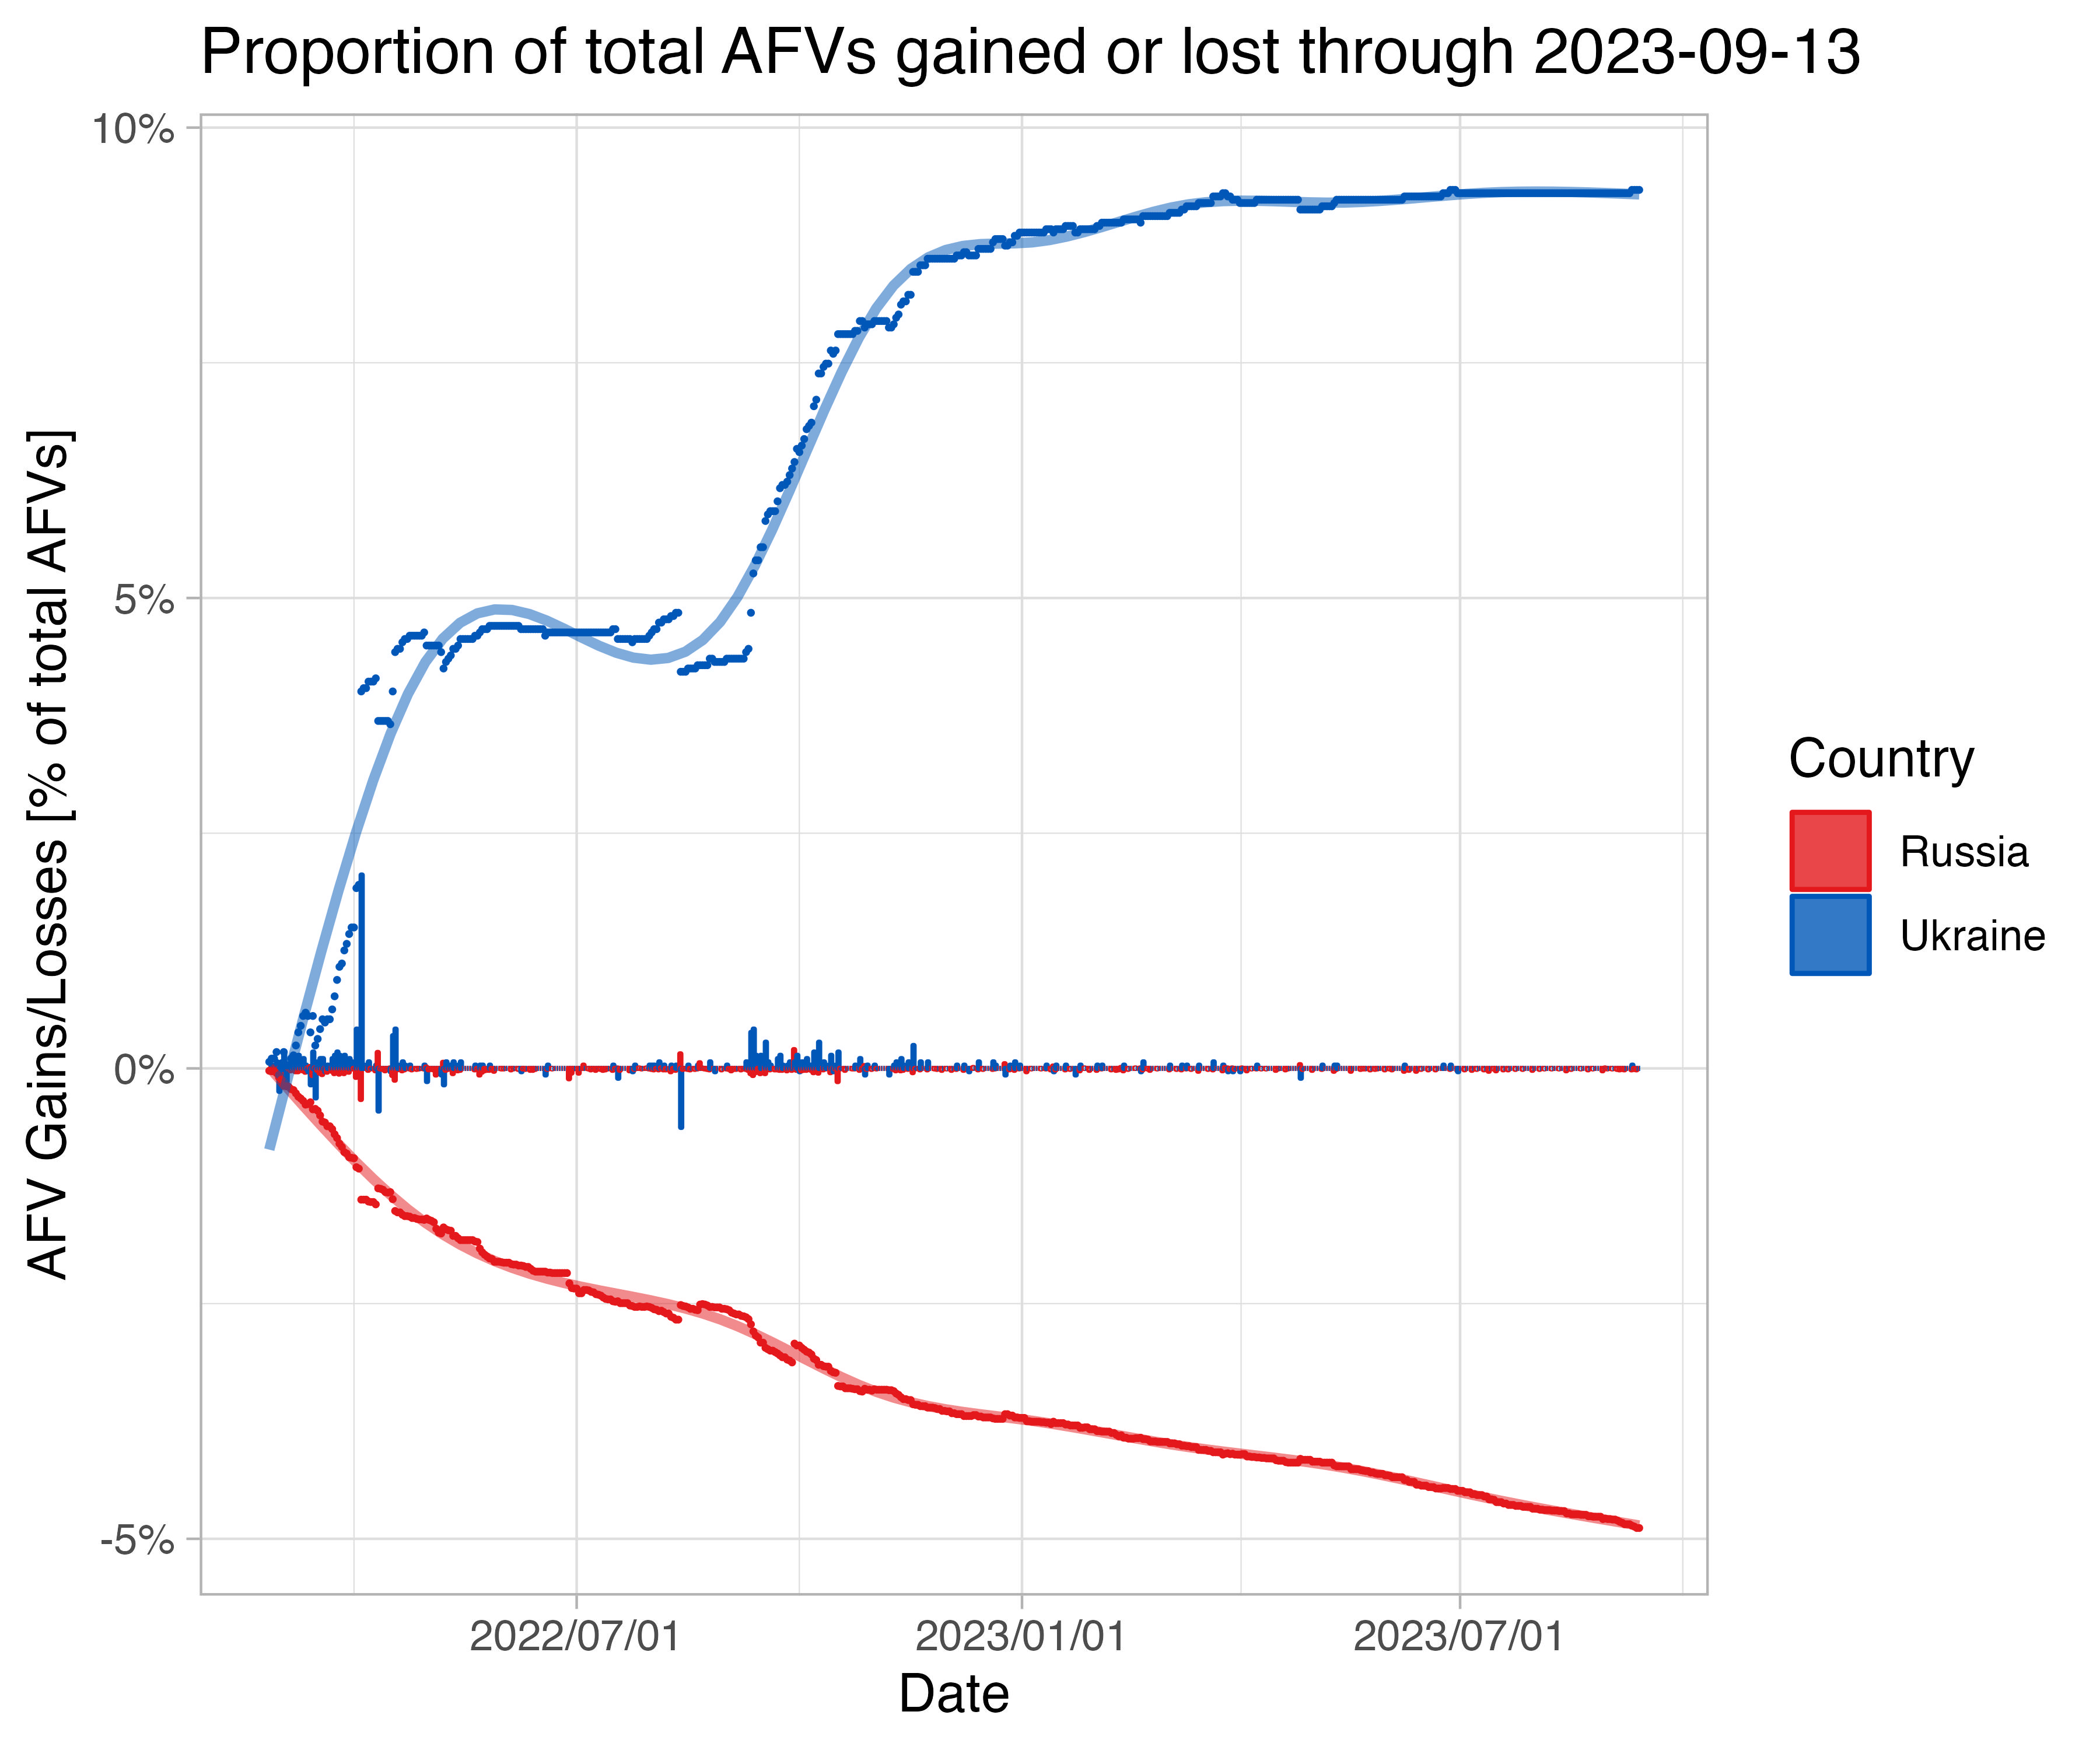 Proportion of total AFVs gained or lost through 2023-09-13
AFV Gains/Losses [% of total AFVs]
10%
5%
0%
-5%
2022/07/01
2023/01/01
2023/07/01
Date
Country
Russia
Ukraine